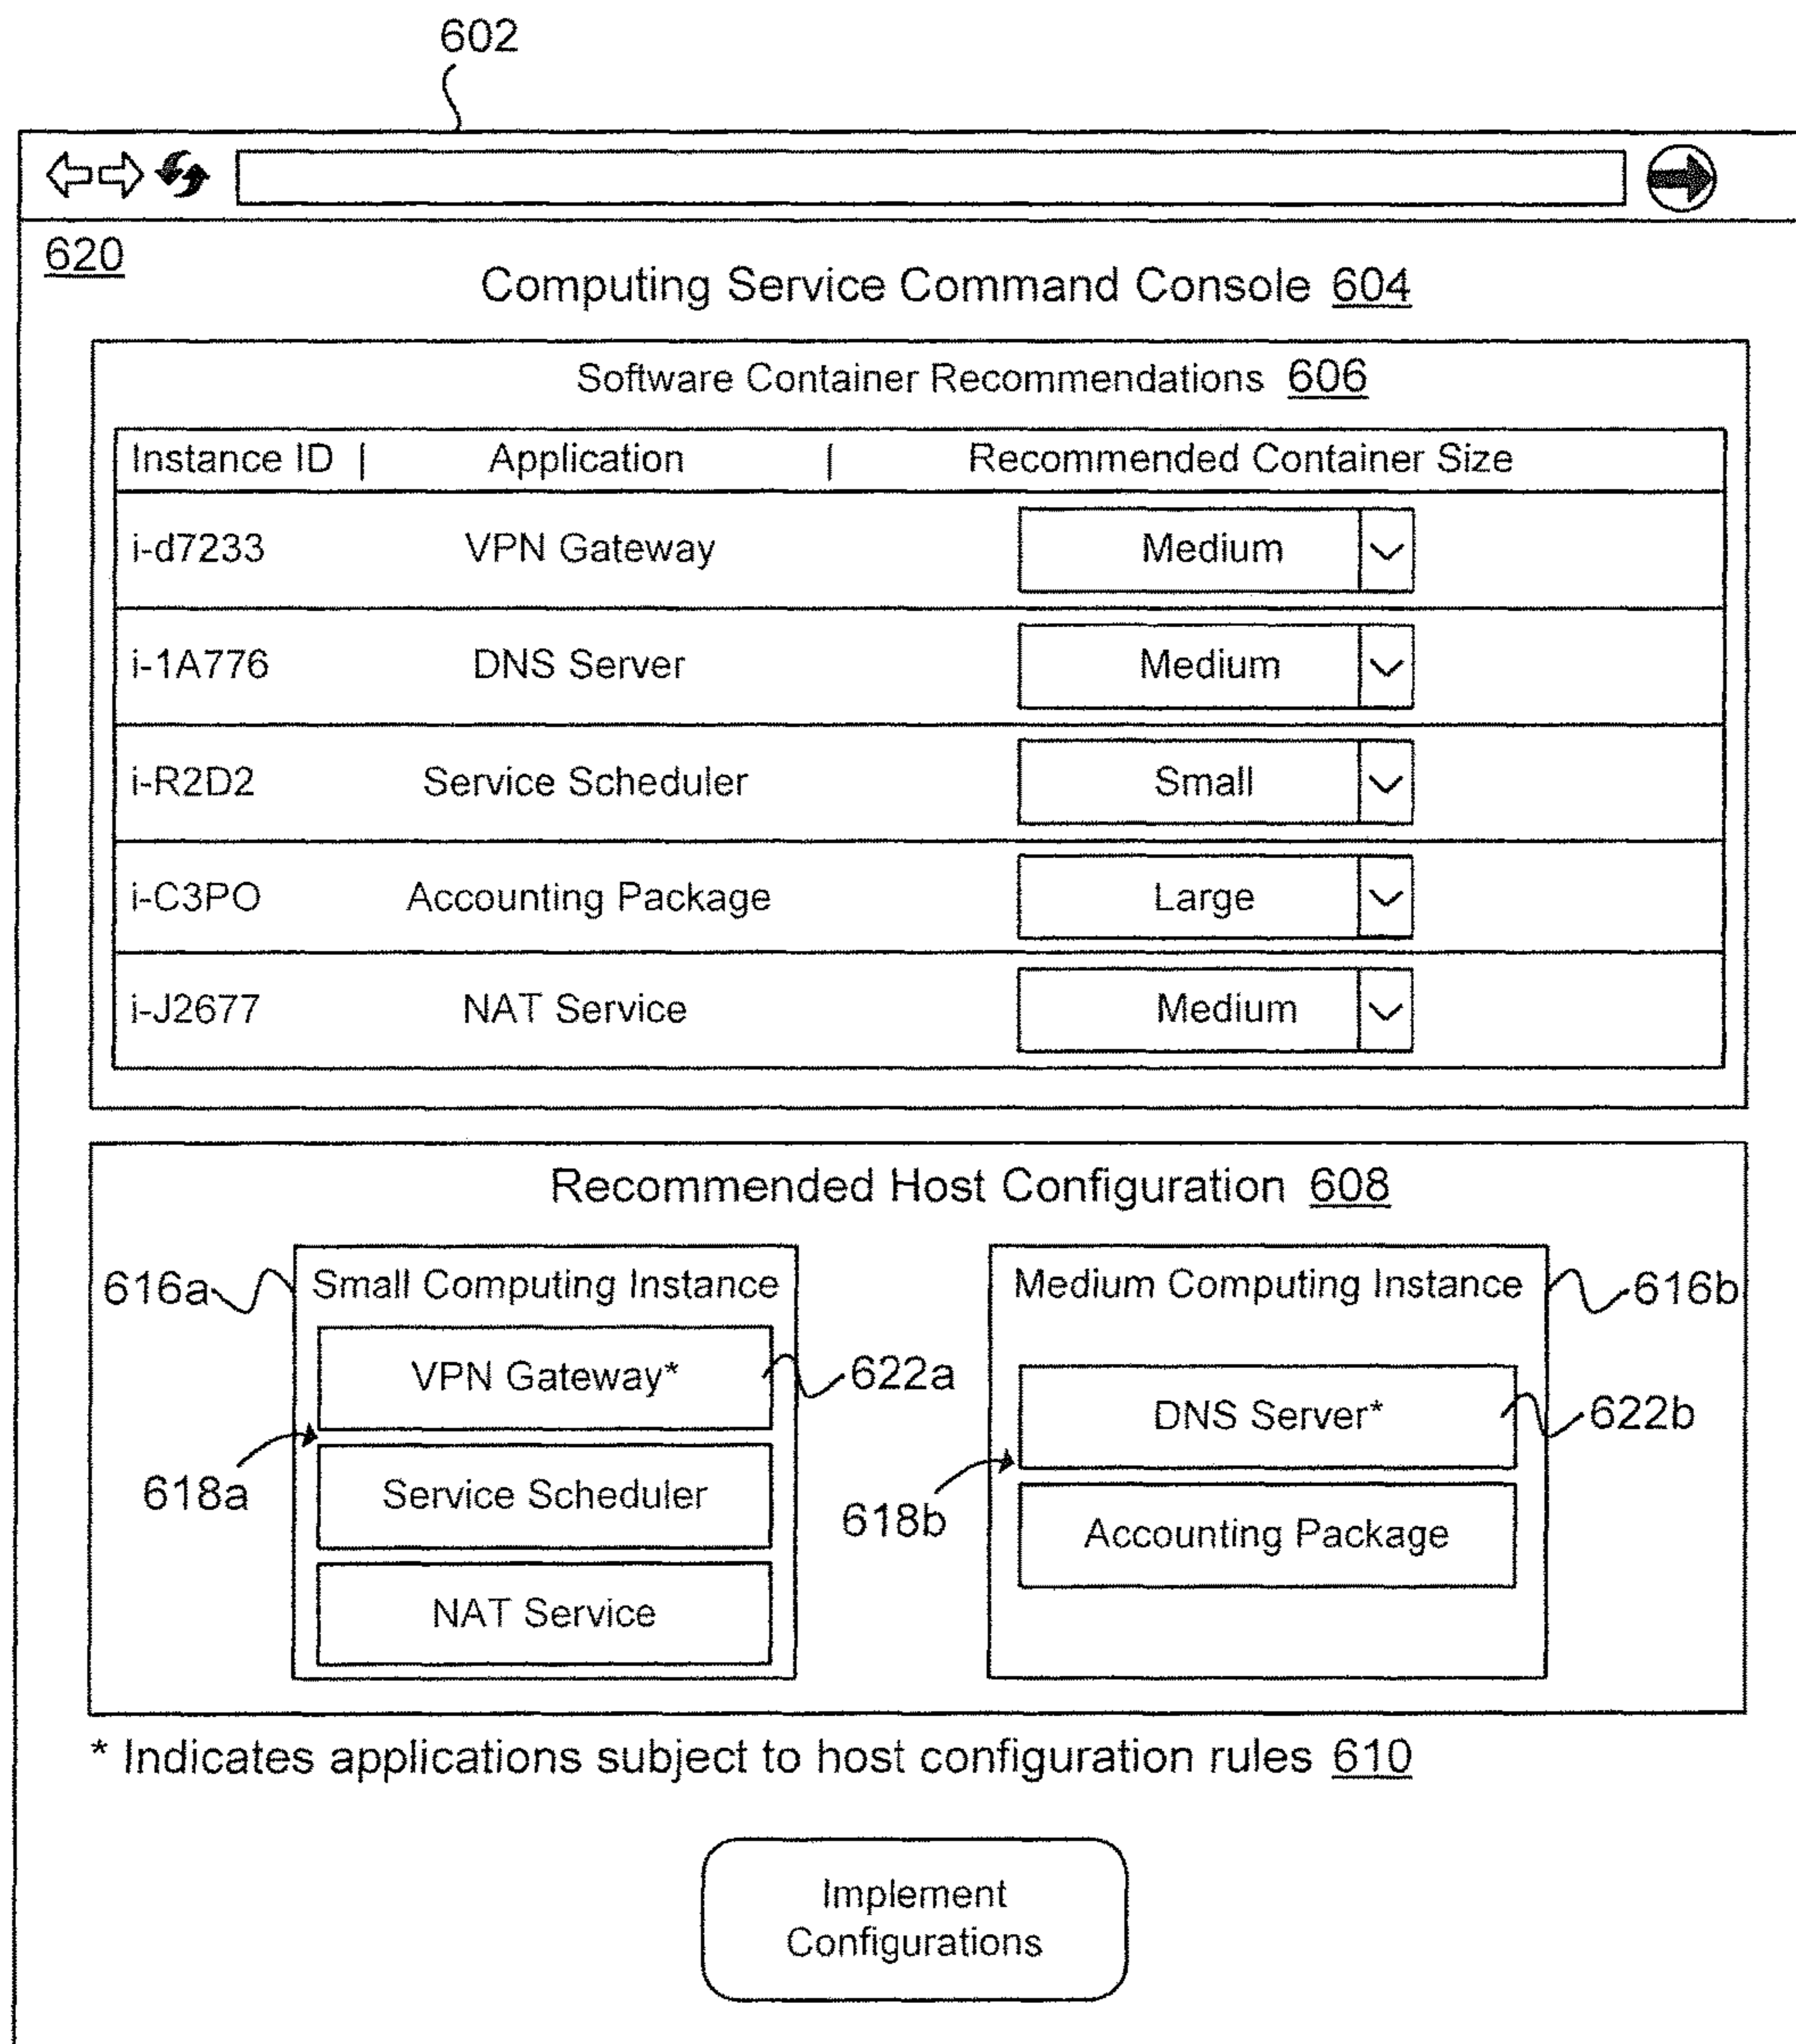 602
620
Computing Service Command Console 604
Software Container Recommendations 606
Instance ID | Application | Recommended Container Size
i-d7233 VPN Gateway Medium
i-1A776 DNS Server Medium
i-R2D2 Service Scheduler Small
i-C3PO Accounting Package Large
i-J2677 NAT Service Medium
Recommended Host Configuration 608
616a Small Computing Instance
VPN Gateway* 622a
618a
Service Scheduler
NAT Service
Medium Computing Instance 616b
DNS Server* 622b
618b
Accounting Package
* Indicates applications subject to host configuration rules 610
Implement
Configurations